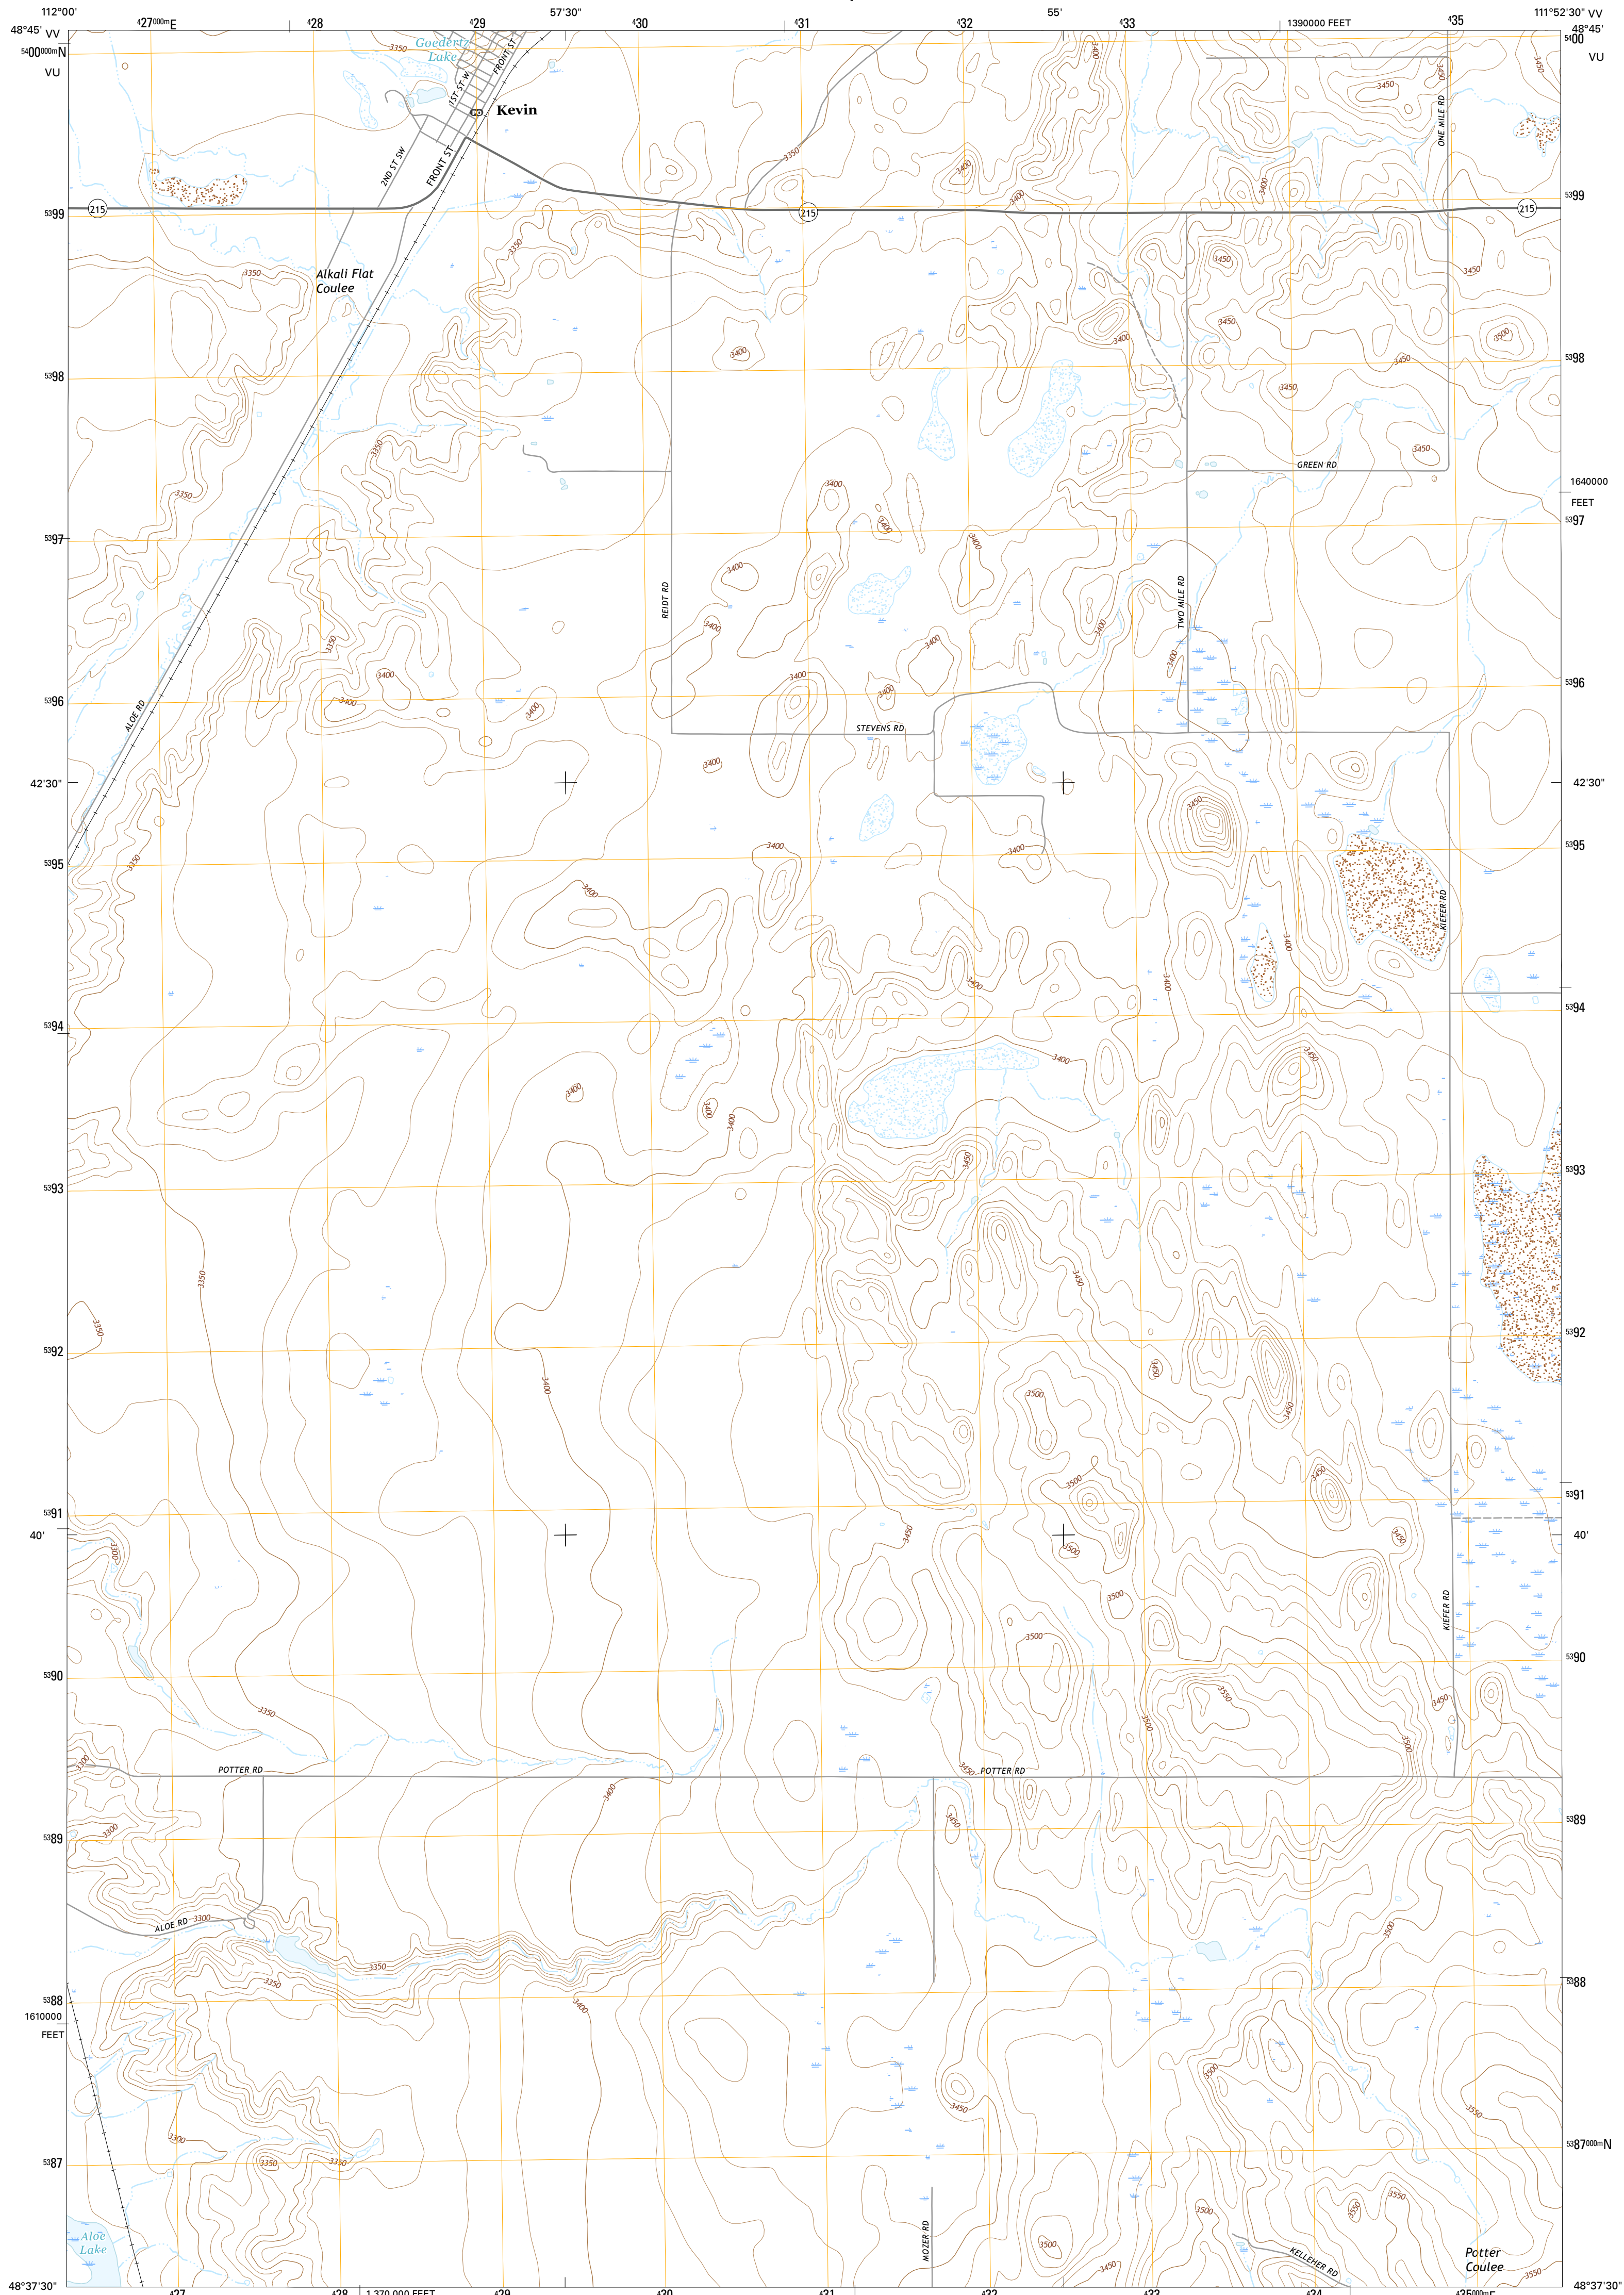 112°00'
427000mE
428
429
57'30"
430
431
432
55'
433
1390000 FEET
435
111°52'30"
VV
48°45'
VV
5400000mN
VU
5400
48°45'
VU
Goedertz
Lake
1ST ST W
FRONT ST
Kevin
PO
2ND ST SW
FRONT ST
ONE MILE RD
215
215
215
5399
5399
Alkali Flat
Coulee
5398
5398
GREEN RD
1640000
FEET
5397
5397
REIDT RD
TWO MILE RD
5396
5396
ALOE RD
STEVENS RD
42'30"
42'30"
5395
5395
KIEFER RD
5394
5394
5393
5393
5392
5392
5391
5391
40'
40'
KIEFER RD
5390
5390
POTTER RD
POTTER RD
5389
5389
ALOE RD
5388
5388
1610000
FEET
5387
5387000mN
MOZER RD
Aloe
Lake
KELLEHER RD
Potter
Coulee
48°37'30"
48°37'30"
3350
3400
3450
3500
3550
3300